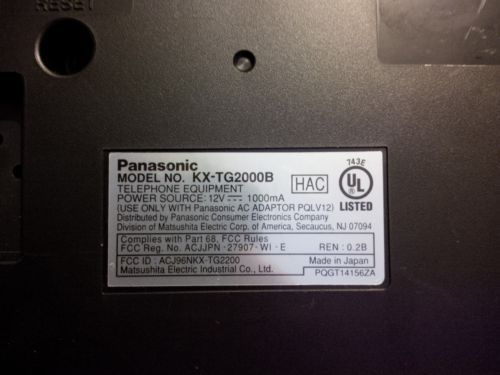 RESET
Panasonic
MODEL NO. KX-TG2000B
TELEPHONE EQUIPMENT
POWER SOURCE: 12V 1000mA
(USE ONLY WITH Panasonic AC ADAPTOR PQLV12)
HAC
743E
UL
LISTED
Distributed by Panasonic Consumer Electronics Company
Division of Matsushita Electric Corp. of America, Secaucus, NJ 07094
Complies with Part 68, FCC Rules
FCC Reg. No. ACJJPN-27907-WI-E REN : 0.2B
FCC ID : ACJ96NKX-TG2200 Made in Japan
Matsushita Electric Industrial Co., Ltd. PQGT14156ZA